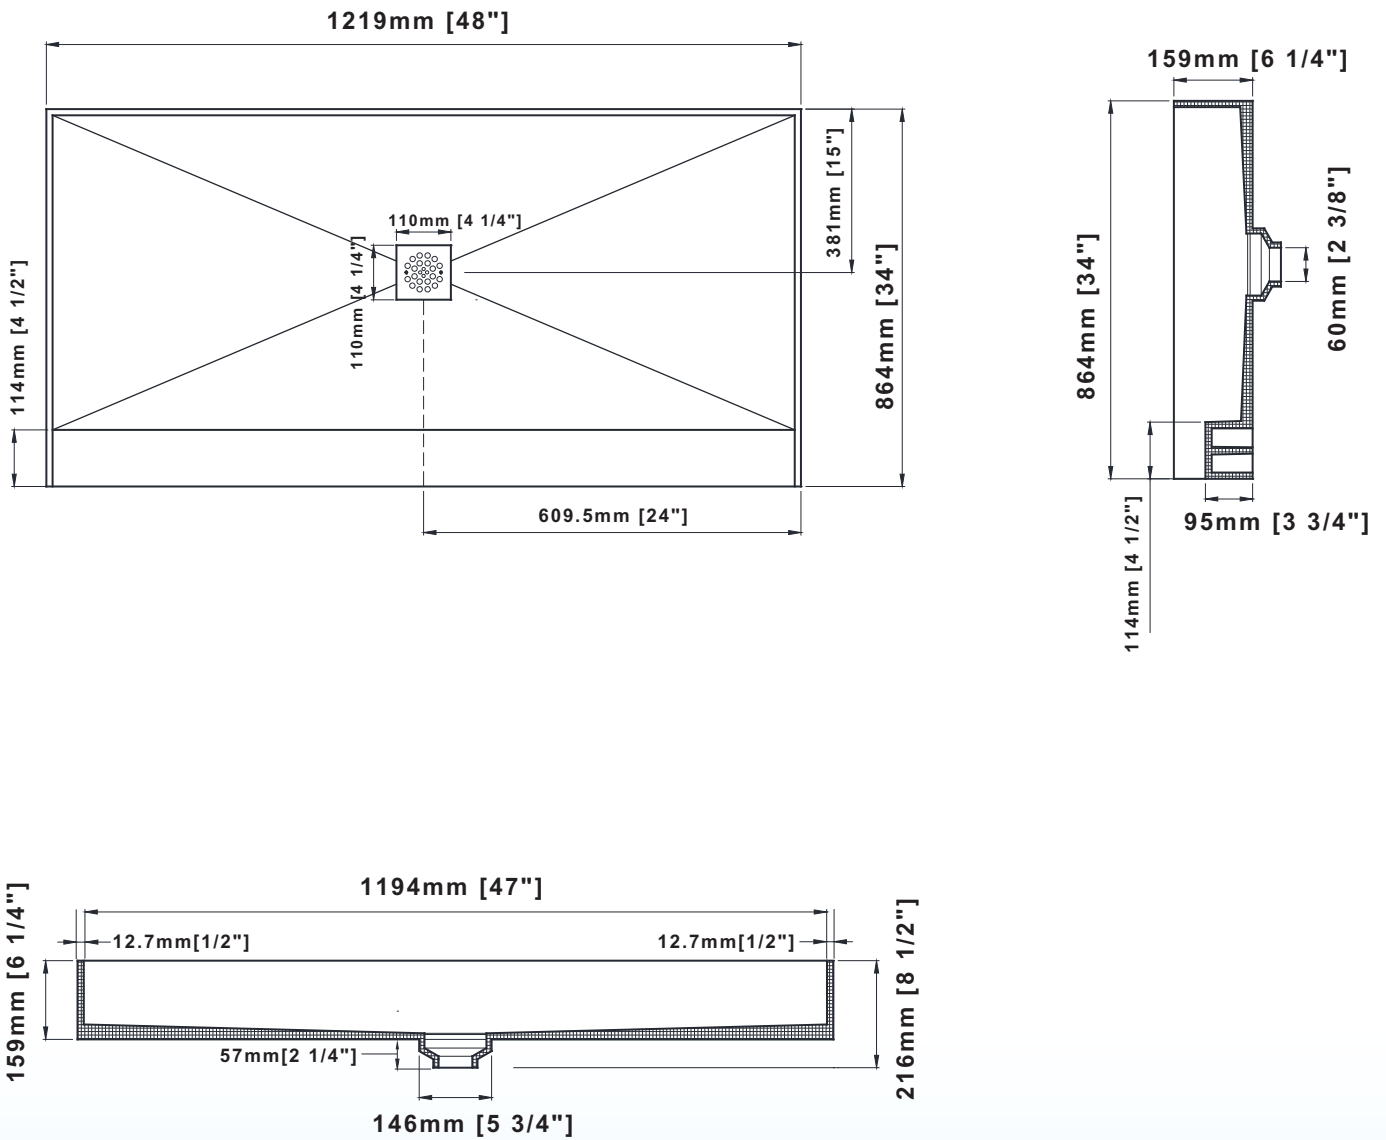 1219mm [48"]
159mm [6 1/4"]
381mm [15"]
110mm [4 1/4"]
110mm [4 1/4"]
864mm [34"]
114mm [4 1/2"]
609.5mm [24"]
864mm [34"]
60mm [2 3/8"]
95mm [3 3/4"]
114mm [4 1/2"]
1194mm [47"]
12.7mm[1/2"]
12.7mm[1/2"]
159mm [6 1/4"]
216mm [8 1/2"]
57mm[2 1/4"]
146mm [5 3/4"]